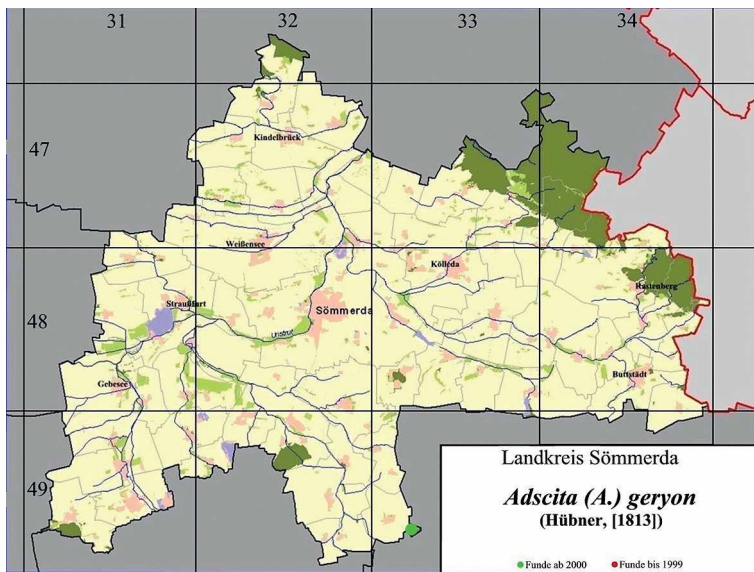 31 32 33 34
47
Kindelbrück
Weißensee
Kölleda
Rastenberg
48
Straußfurt
Sömmerda
Unstrut
Buttstädt
Gebesee
49
Landkreis Sömmerda
Adscita (A.) geryon
(Hübner, [1813])
Funde ab 2000 Funde bis 1999